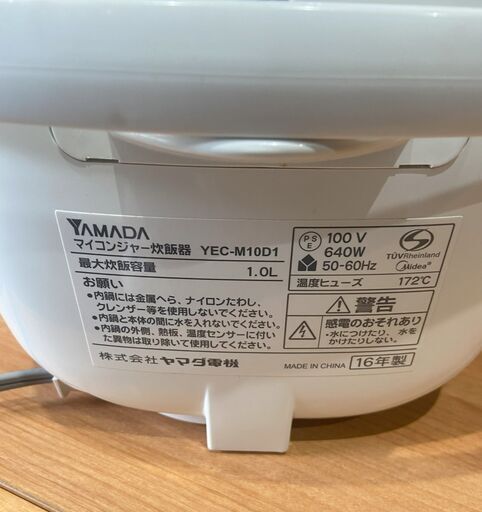 YAMADA
マイコンジャー炊飯器 YEC-M10D1
最大炊飯容量 1.0L
お願い
•内鍋には金属へら、ナイロンたわし、
クレンザー等を使用しないでください。
•内鍋と本体の間に水を入れないでください。
•内鍋の外側、熱板、温度センサーに付い
た異物は取り除いて使用してください。
株式会社ヤマダ電機
PSE
100 V
640W
50-60Hz
TÜVRheinland
Midea®
温度ヒューズ 172℃
警告
感電のおそれあり
•水につけたり、水を
かけたりしない。
MADE IN CHINA 16年製